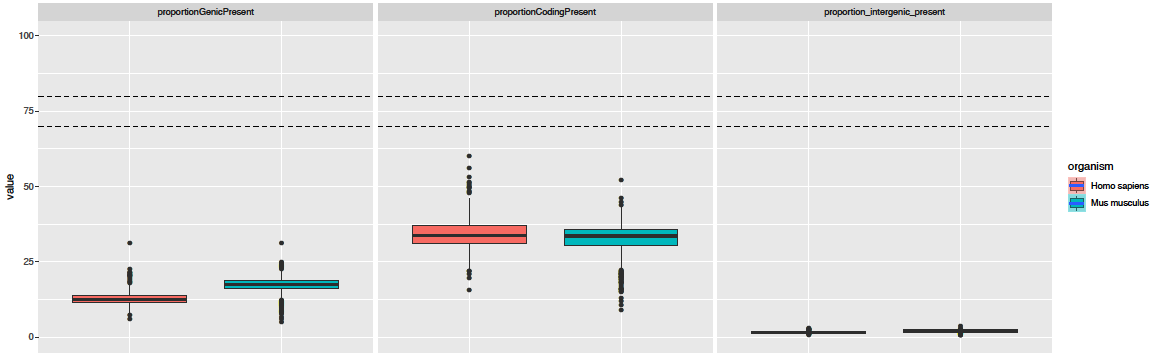 proportionGenicPresent
proportionCodingPresent
proportion_intergenic_present
100
75
50
25
0
value
organism
Homo sapiens
Mus musculus